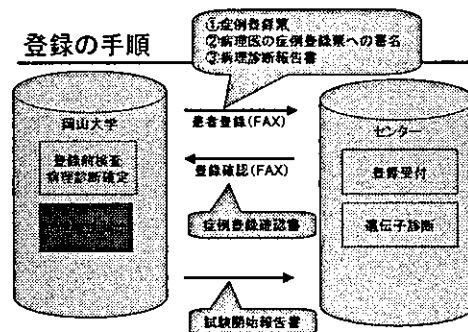 登録の手順
①症例登録票
②病理医の症例登録票への署名
③病理診断報告書
岡山大学
患者登録(FAX)
センター
登録前検査
病理診断確定
登録確認(FAX)
登録受付
症例登録確認書
遺伝子診断
試験開始報告書